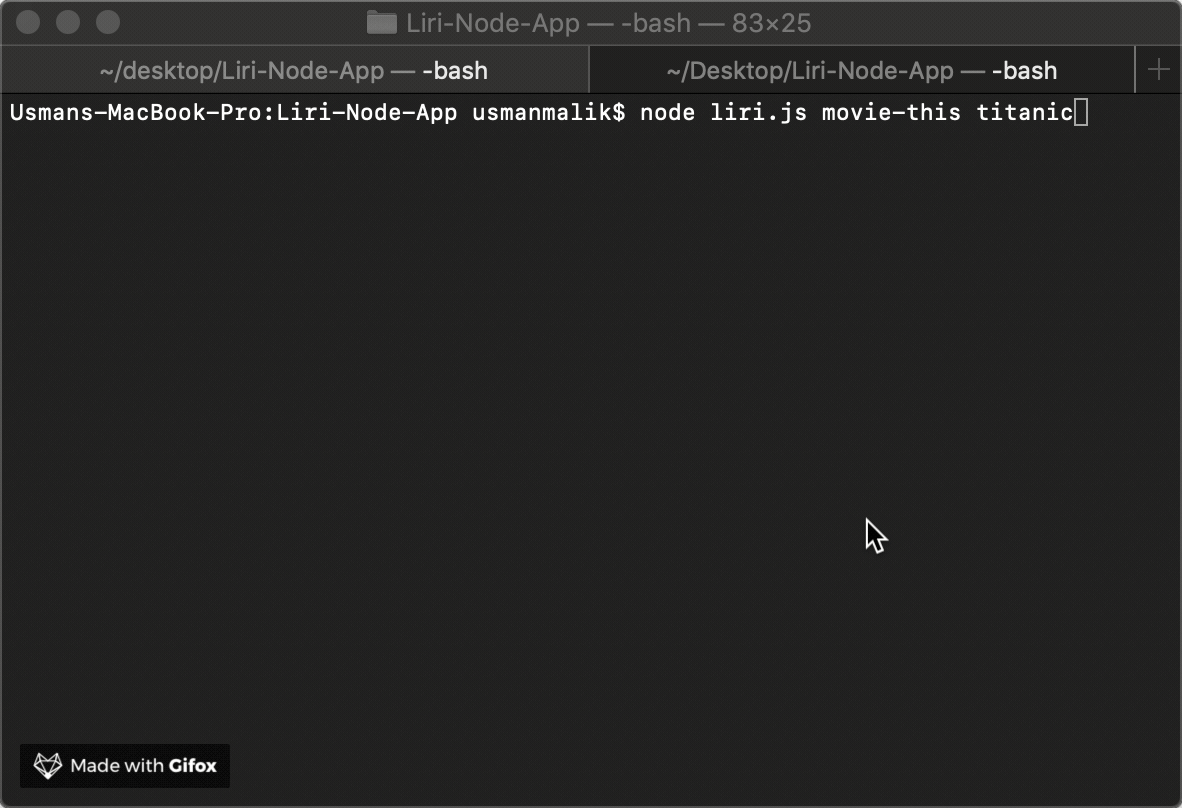 Liri-Node-App — -bash — 83×25
~/desktop/Liri-Node-App — -bash
~/Desktop/Liri-Node-App — -bash
Usmans-MacBook-Pro:Liri-Node-App usmanmalik$ node liri.js movie-this titanic
Made with Gifox